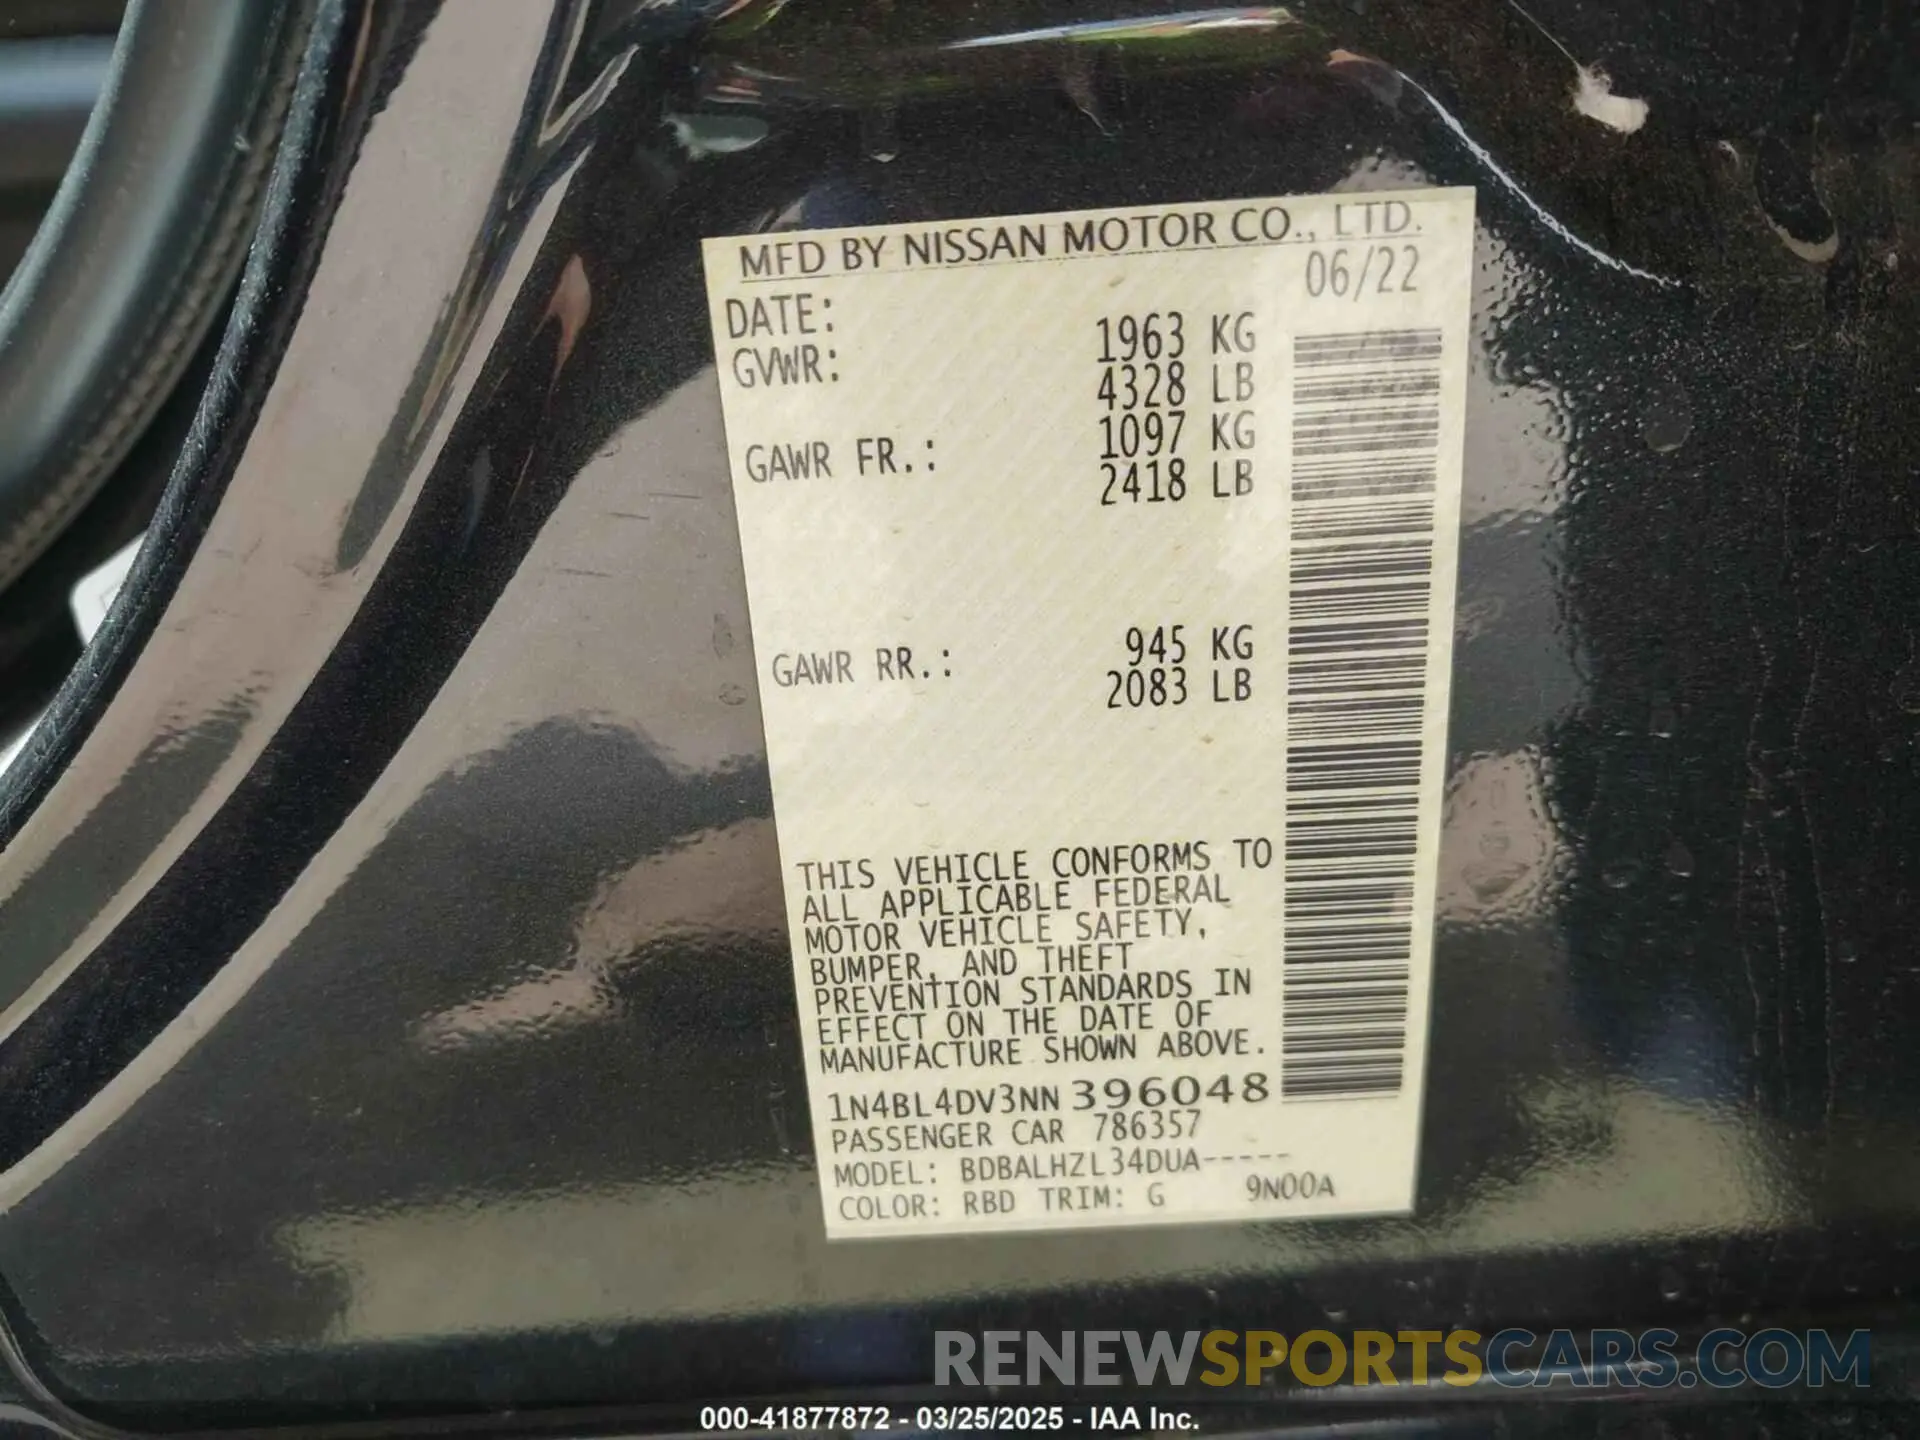 MFD BY NISSAN MOTOR CO., LTD.
DATE: 06/22
GVWR: 1963 KG
4328 LB
GAWR FR.: 1097 KG
2418 LB
GAWR RR.: 945 KG
2083 LB
THIS VEHICLE CONFORMS TO
ALL APPLICABLE FEDERAL
MOTOR VEHICLE SAFETY,
BUMPER, AND THEFT
PREVENTION STANDARDS IN
EFFECT ON THE DATE OF
MANUFACTURE SHOWN ABOVE.
1N4BL4DV3NN396048
PASSENGER CAR 786357
MODEL: BDBALHZL34DUA-----
COLOR: RBD TRIM: G 9N00A
RENEWSPORTSCARS.COM
000-41877872 - 03/25/2025 - IAA Inc.